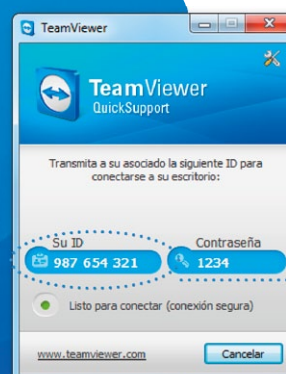 TeamViewer
TeamViewer
QuickSupport
Transmita a su asociado la siguiente ID para
conectarse a su escritorio:
Su ID
Contraseña
987 654 321
1234
Listo para conectar (conexión segura)
www.teamviewer.com
Cancelar